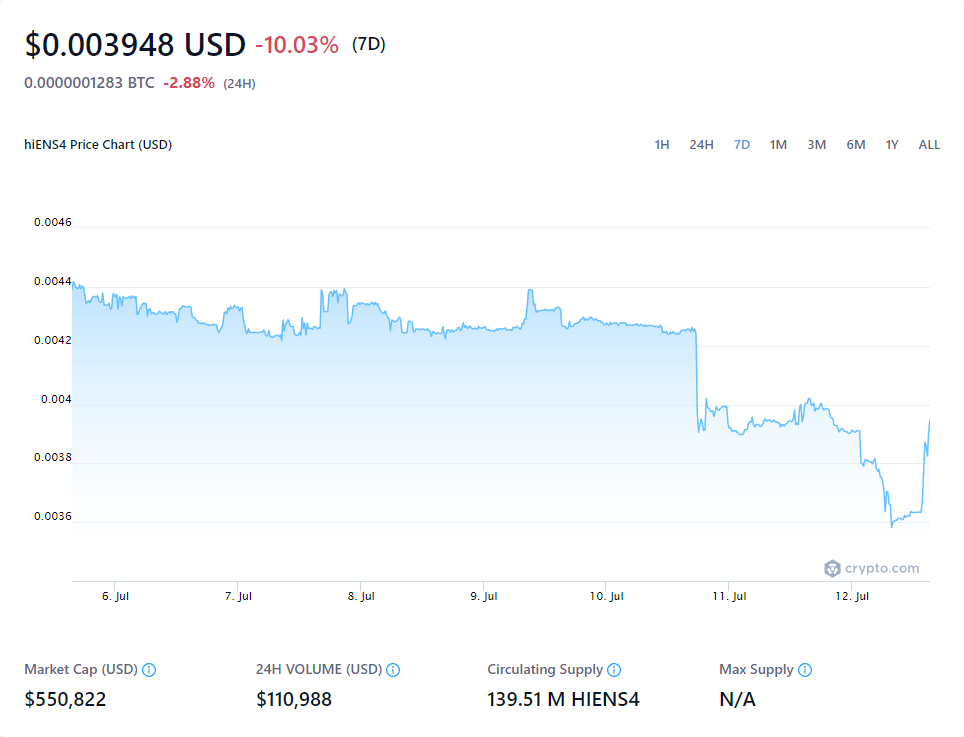 $0.003948 USD -10.03% (7D)
0.0000001283 BTC -2.88% (24H)
hiENS4 Price Chart (USD) 1H 24H 7D 1M 3M 6M 1Y ALL
0.0046
0.0044
0.0042
0.004
0.0038
0.0036
crypto.com
6. Jul 7. Jul 8. Jul 9. Jul 10. Jul 11. Jul 12. Jul
Market Cap (USD) 24H VOLUME (USD) Circulating Supply Max Supply
$550,822 $110,988 139.51 M HIENS4 N/A